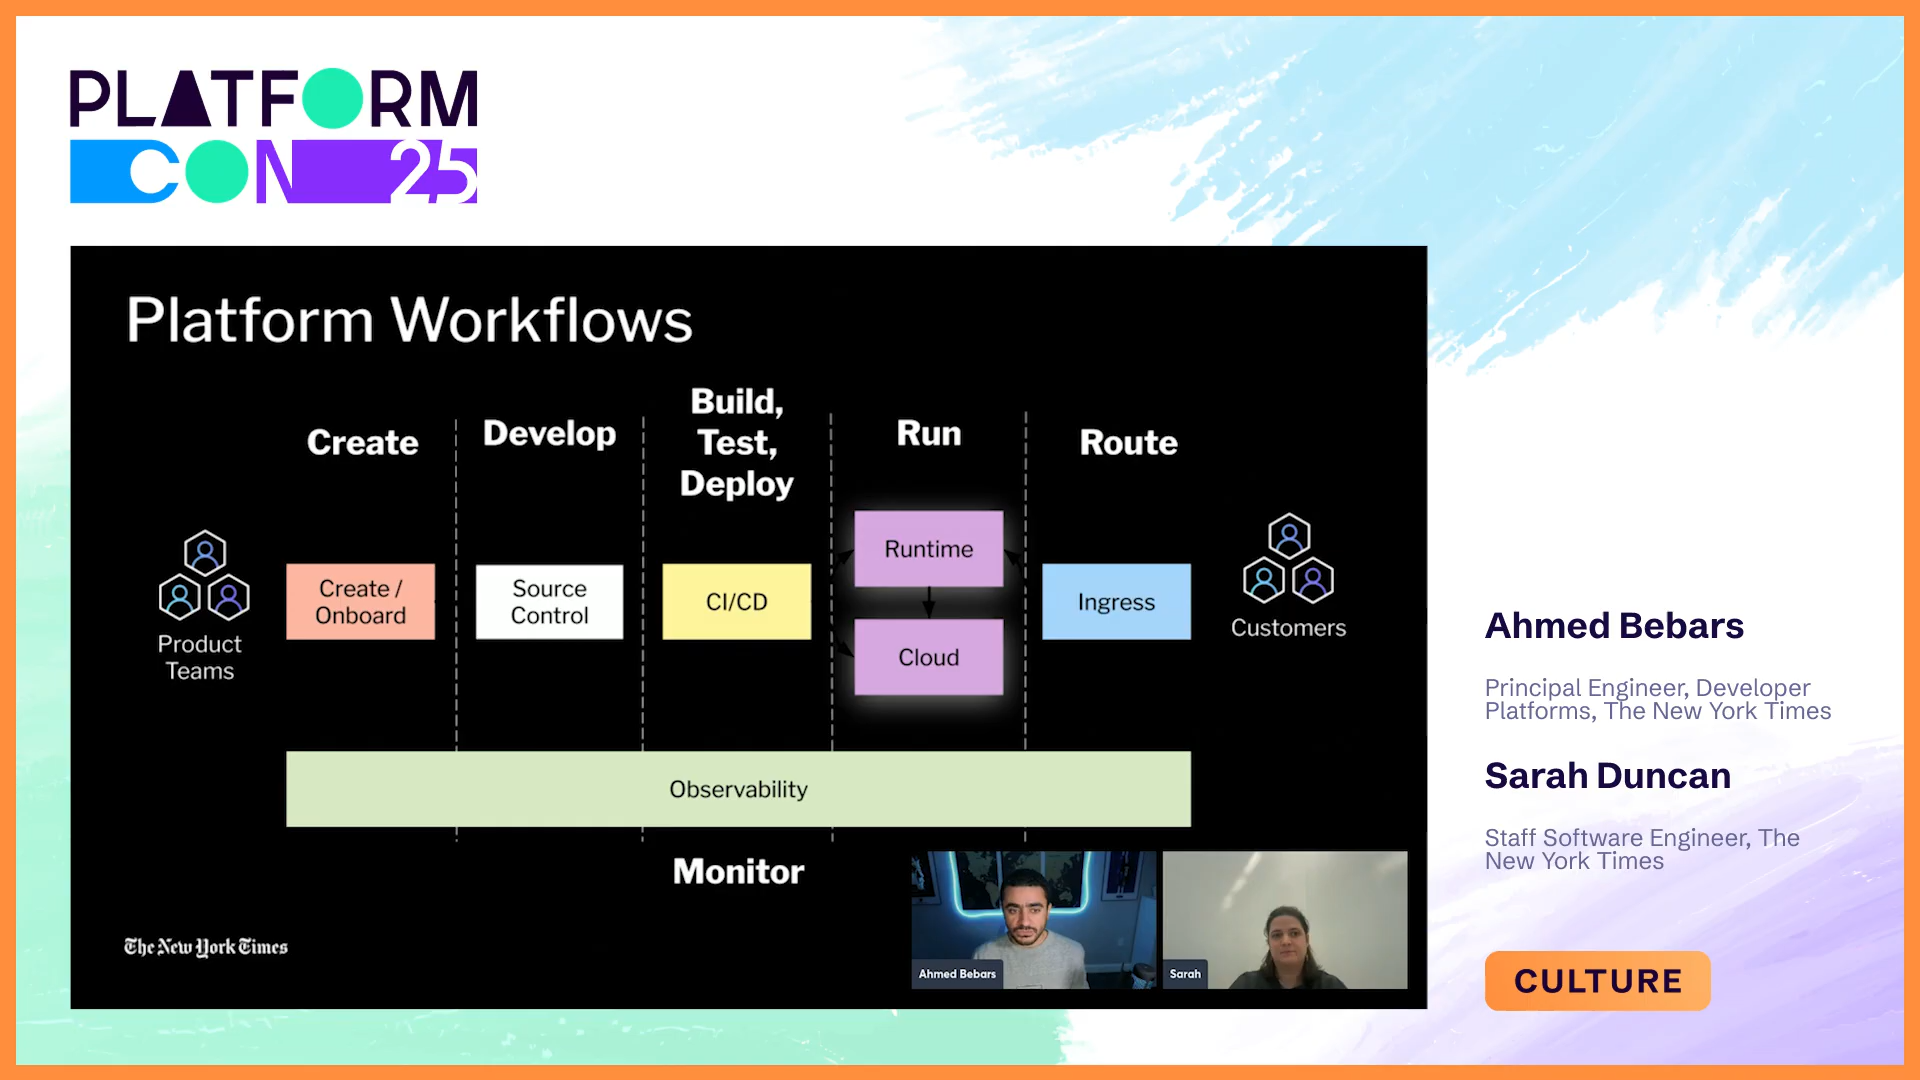 PLATFORM
CON 25
Platform Workflows
Create
Develop
Build,
Test,
Deploy
Run
Route
Product
Teams
Create /
Onboard
Source
Control
CI/CD
Runtime
Cloud
Ingress
Customers
Observability
Monitor
The New York Times
Ahmed Bebars
Sarah
Ahmed Bebars
Principal Engineer, Developer
Platforms, The New York Times
Sarah Duncan
Staff Software Engineer, The
New York Times
CULTURE